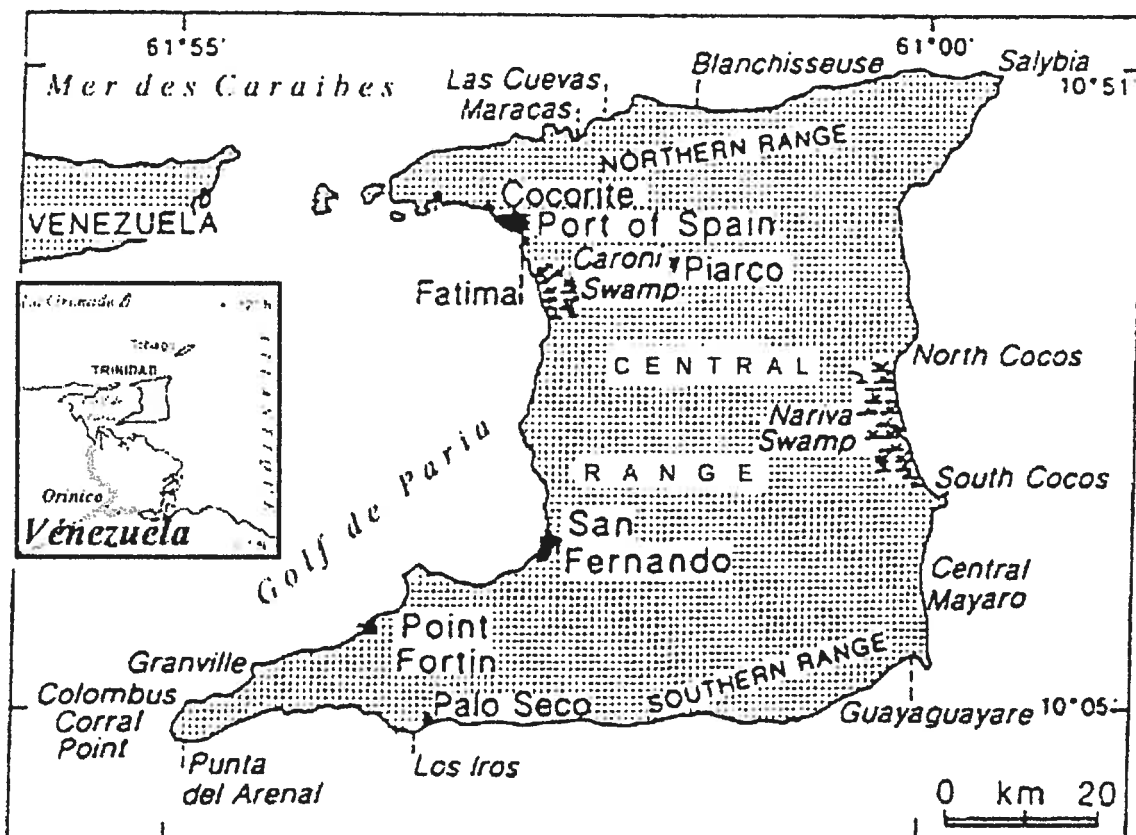 61°55'
61°00'
Mer des Caraibes
Las Cuevas
Maracas
Blanchisseuse
Salybia
10°51'
NORTHERN RANGE
VENEZUELA
Cocorite
Port of Spain
Caroni
Swamp
Piarco
Fatima
TRINIDAD
Orinico
Vénezuela
CENTRAL
RANGE
North Cocos
Nariva
Swamp
South Cocos
Golf de Paria
San
Fernando
Central
Mayaro
Point
Fortin
Granville
Colombus
Corral
Point
Palo Seco
SOUTHERN RANGE
Guayaguayare
10°05'
Punta
del Arenal
Los Iros
0 km 20